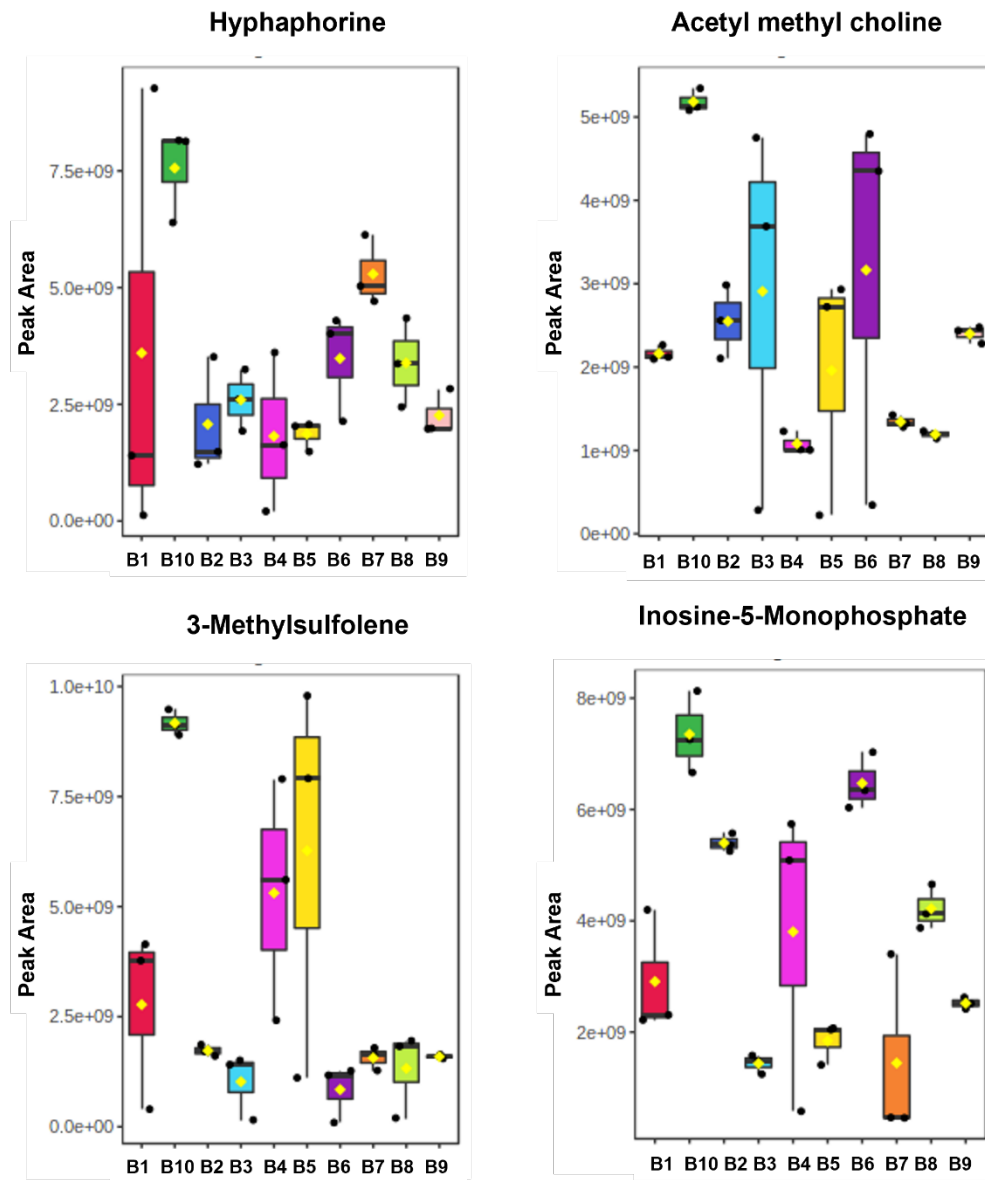 Hyphaphorine
Acetyl methyl choline
Peak Area
7.5e+09
5.0e+09
2.5e+09
0.0e+00
B1 B10 B2 B3 B4 B5 B6 B7 B8 B9
Peak Area
5e+09
4e+09
3e+09
2e+09
1e+09
0e+00
B1 B10 B2 B3 B4 B5 B6 B7 B8 B9
3-Methylsulfolene
Inosine-5-Monophosphate
Peak Area
1.0e+10
7.5e+09
5.0e+09
2.5e+09
0.0e+00
B1 B10 B2 B3 B4 B5 B6 B7 B8 B9
Peak Area
8e+09
6e+09
4e+09
2e+09
B1 B10 B2 B3 B4 B5 B6 B7 B8 B9